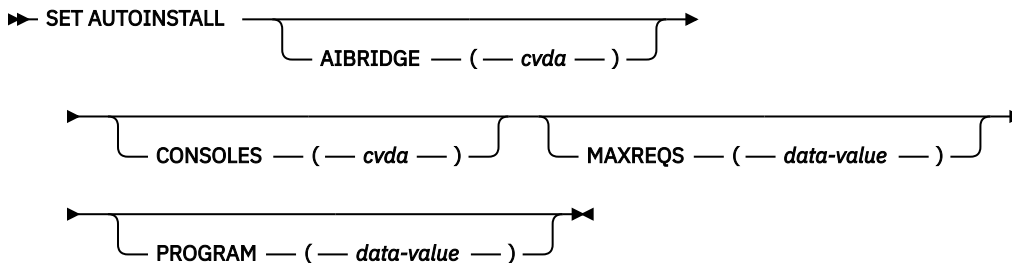 SET AUTOINSTALL
AIBRIDGE ( cvda )
CONSOLES ( cvda ) MAXREQS ( data-value )
PROGRAM ( data-value )